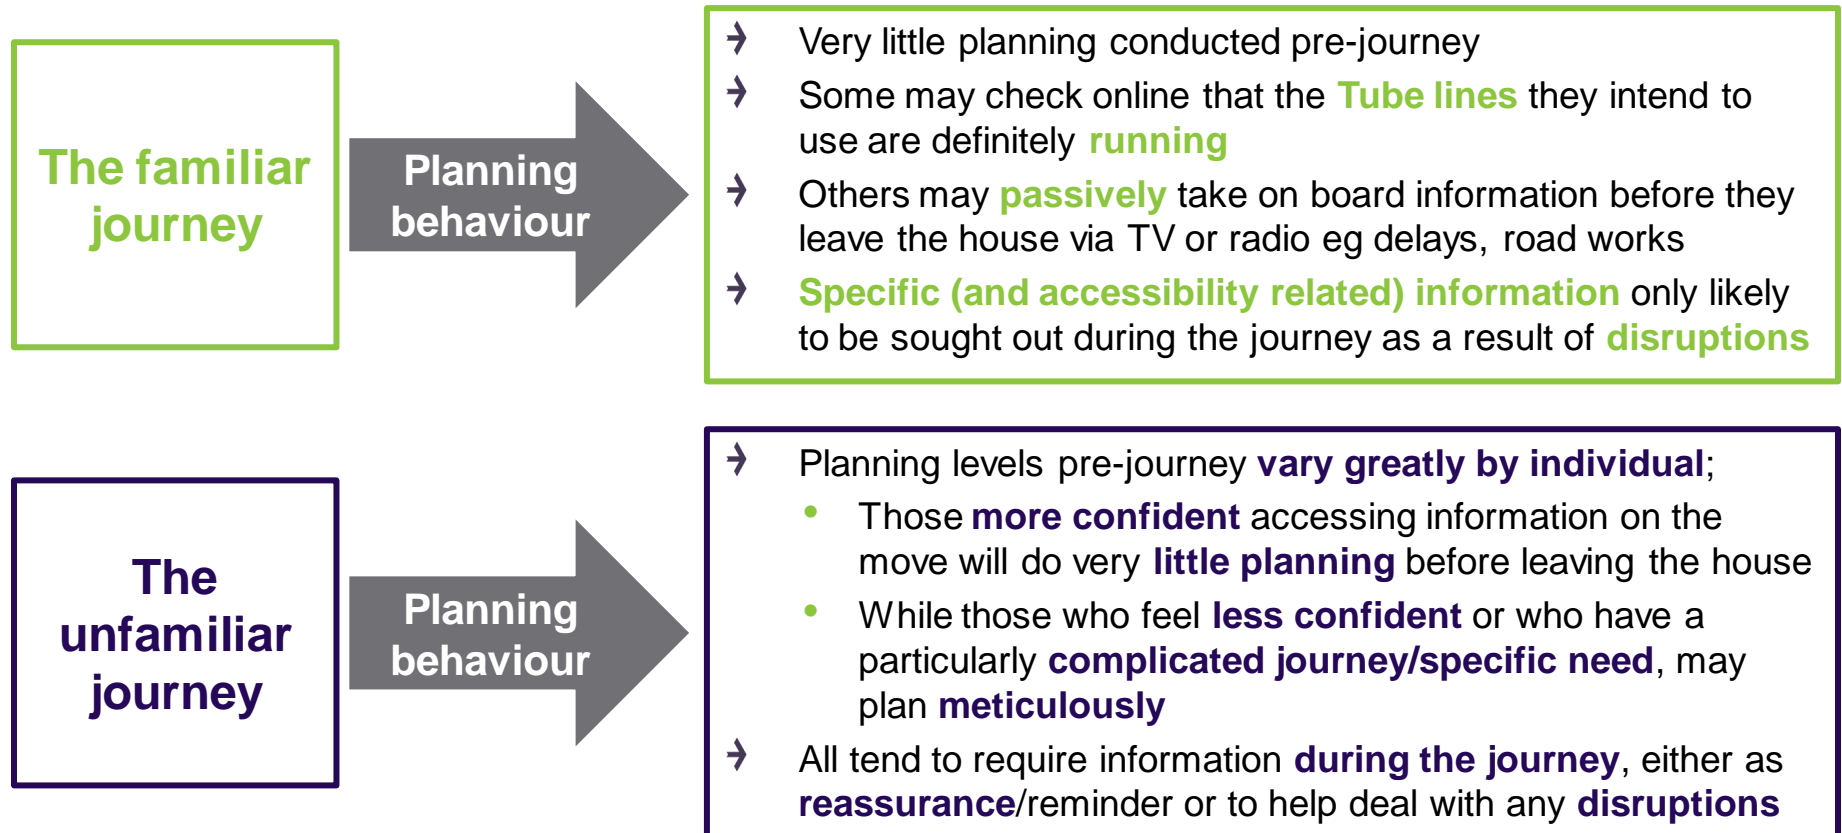 The familiar
journey
Planning
behaviour
Very little planning conducted pre-journey
Some may check online that the Tube lines they intend to
use are definitely running
Others may passively take on board information before they
leave the house via TV or radio eg delays, road works
Specific (and accessibility related) information only likely
to be sought out during the journey as a result of disruptions
The
unfamiliar
journey
Planning
behaviour
Planning levels pre-journey vary greatly by individual;
Those more confident accessing information on the
move will do very little planning before leaving the house
While those who feel less confident or who have a
particularly complicated journey/specific need, may
plan meticulously
All tend to require information during the journey, either as
reassurance/reminder or to help deal with any disruptions